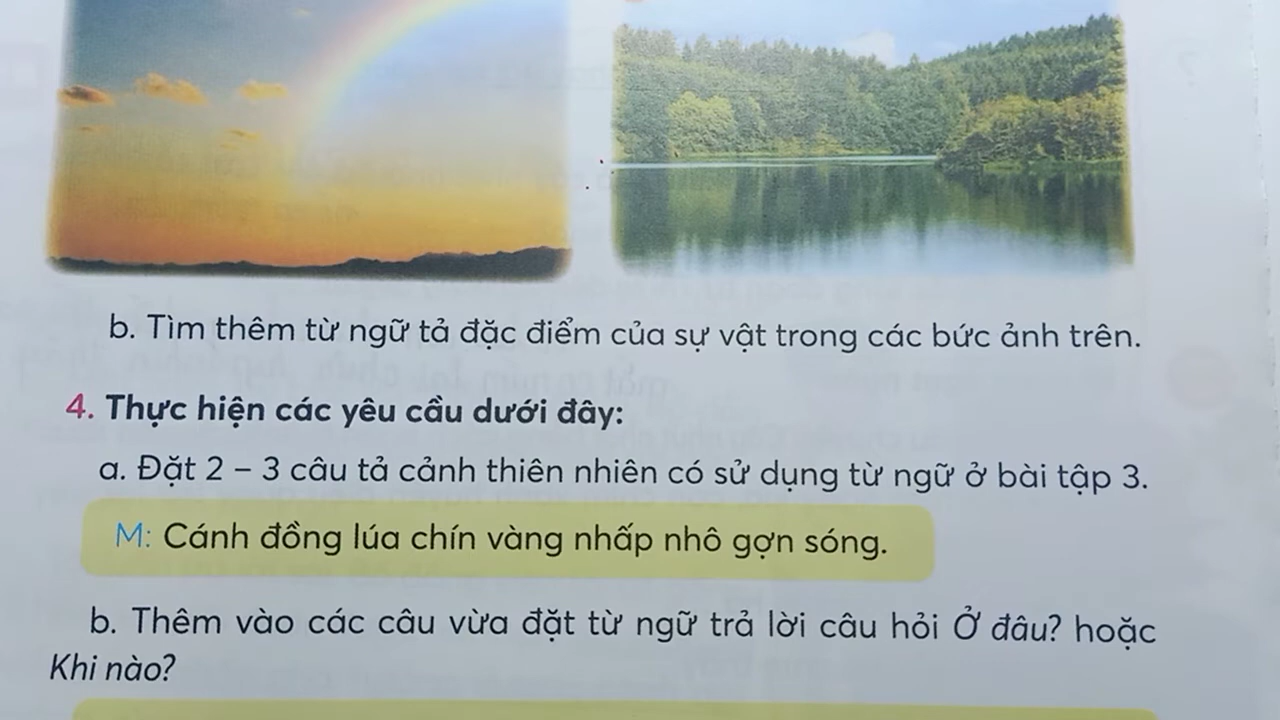 b. Tìm thêm từ ngữ tả đặc điểm của sự vật trong các bức ảnh trên.
4. Thực hiện các yêu cầu dưới đây:
a. Đặt 2 – 3 câu tả cảnh thiên nhiên có sử dụng từ ngữ ở bài tập 3.
M: Cánh đồng lúa chín vàng nhấp nhô gợn sóng.
b. Thêm vào các câu vừa đặt từ ngữ trả lời câu hỏi Ở đâu? hoặc
Khi nào?